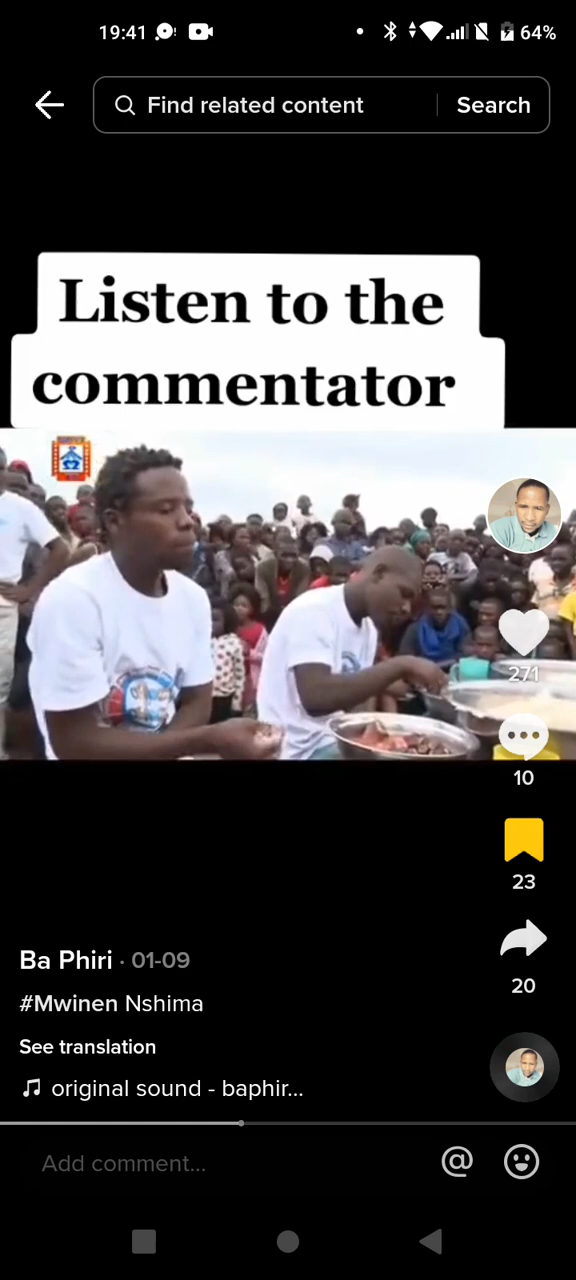 19:41
64%
Find related content
Search
Listen to the
commentator
271
10
23
20
Ba Phiri · 01-09
#Mwinen Nshima
See translation
original sound - baphir...
Add comment...